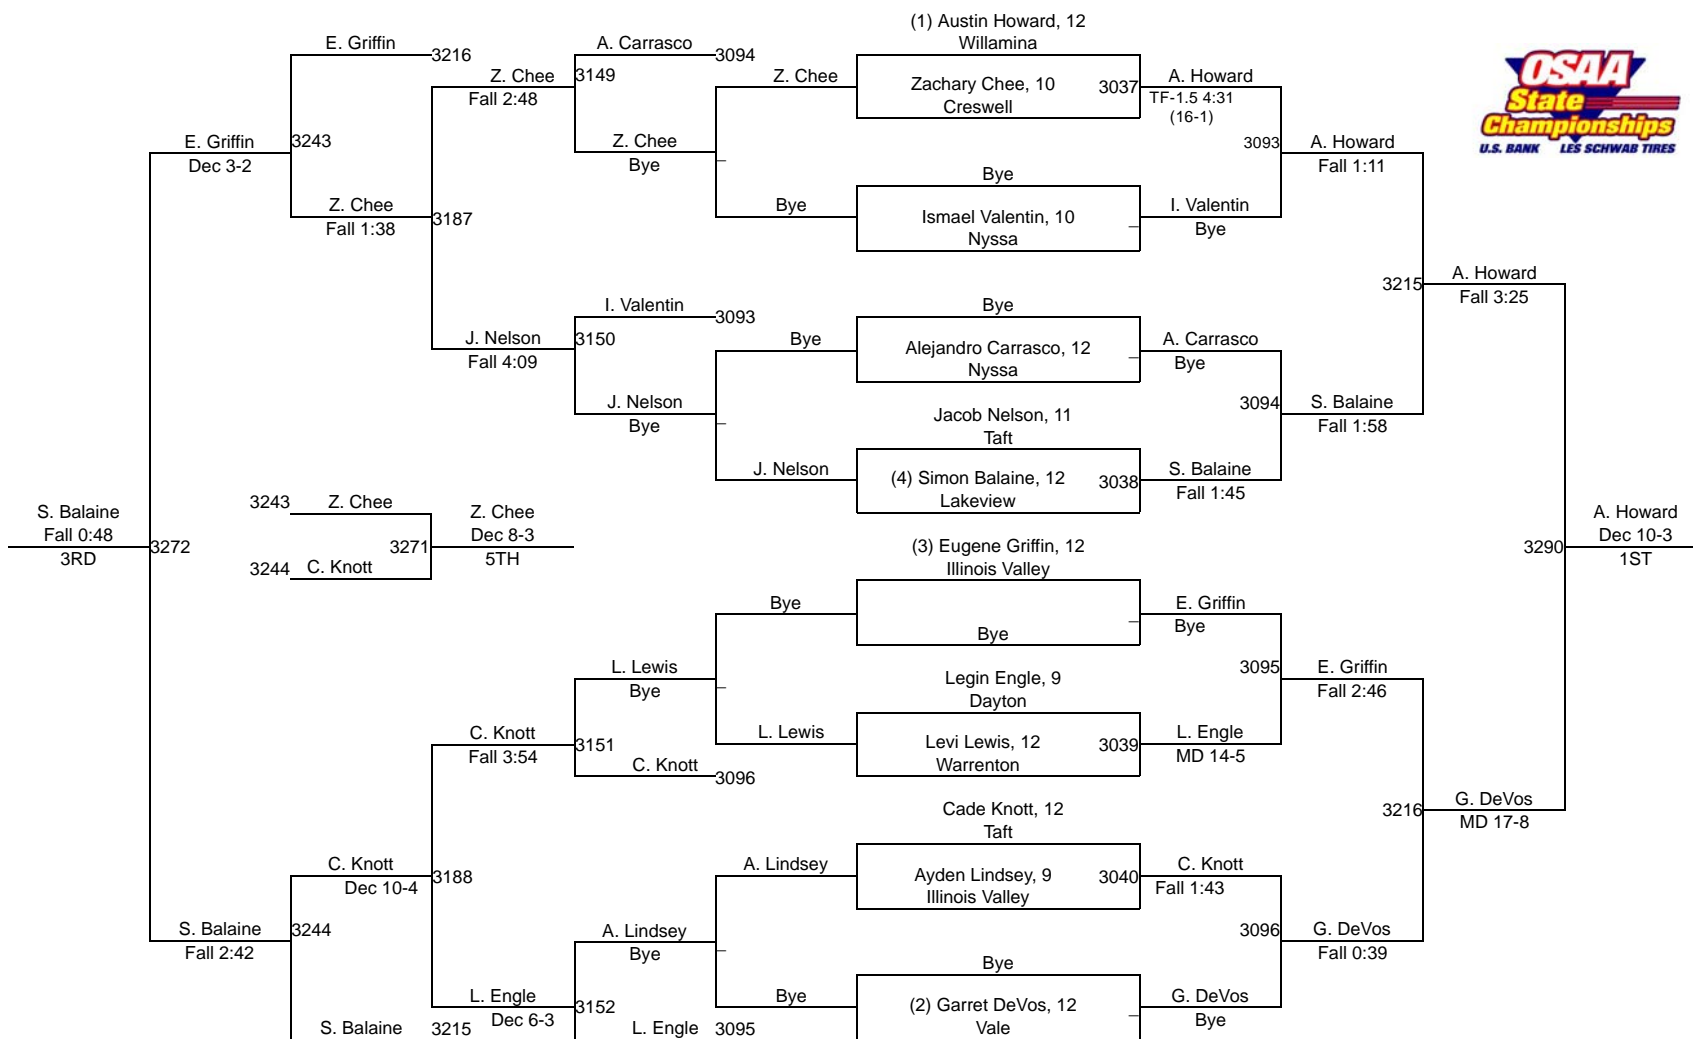 (1) Austin Howard, 12
Willamina
E. Griffin
3216
A. Carrasco
3094
Z. Chee
3149
Fall 2:48
Z. Chee
Zachary Chee, 10
Creswell
3037
A. Howard
TF-1.5 4:31
(16-1)
OSAA
State
Championships
U.S. BANK LES SCHWAB TIRES
E. Griffin
Dec 3-2
3243
Z. Chee
Bye
3093
A. Howard
Fall 1:11
Bye
Z. Chee
Fall 1:38
3187
Bye
Ismael Valentin, 10
Nyssa
I. Valentin
Bye
3215
A. Howard
Fall 3:25
I. Valentin
3093
Bye
J. Nelson
Fall 4:09
3150
Bye
Alejandro Carrasco, 12
Nyssa
A. Carrasco
Bye
J. Nelson
Bye
Jacob Nelson, 11
Taft
3094
S. Balaine
Fall 1:58
J. Nelson
(4) Simon Balaine, 12
Lakeview
3038
S. Balaine
Fall 1:45
S. Balaine
Fall 0:48
3RD
3272
3243
Z. Chee
3244
C. Knott
3271
Z. Chee
Dec 8-3
5TH
3290
A. Howard
Dec 10-3
1ST
(3) Eugene Griffin, 12
Illinois Valley
Bye
Bye
E. Griffin
Bye
L. Lewis
Bye
Legin Engle, 9
Dayton
3095
E. Griffin
Fall 2:46
C. Knott
Fall 3:54
3151
L. Lewis
Levi Lewis, 12
Warrenton
3039
L. Engle
MD 14-5
C. Knott
3096
3216
G. DeVos
MD 17-8
Cade Knott, 12
Taft
C. Knott
Dec 10-4
3188
A. Lindsey
Ayden Lindsey, 9
Illinois Valley
3040
C. Knott
Fall 1:43
S. Balaine
Fall 2:42
3244
A. Lindsey
Bye
3096
G. DeVos
Fall 0:39
Bye
L. Engle
Dec 6-3
3152
Bye
(2) Garret DeVos, 12
Vale
G. DeVos
Bye
S. Balaine
3215
L. Engle
3095